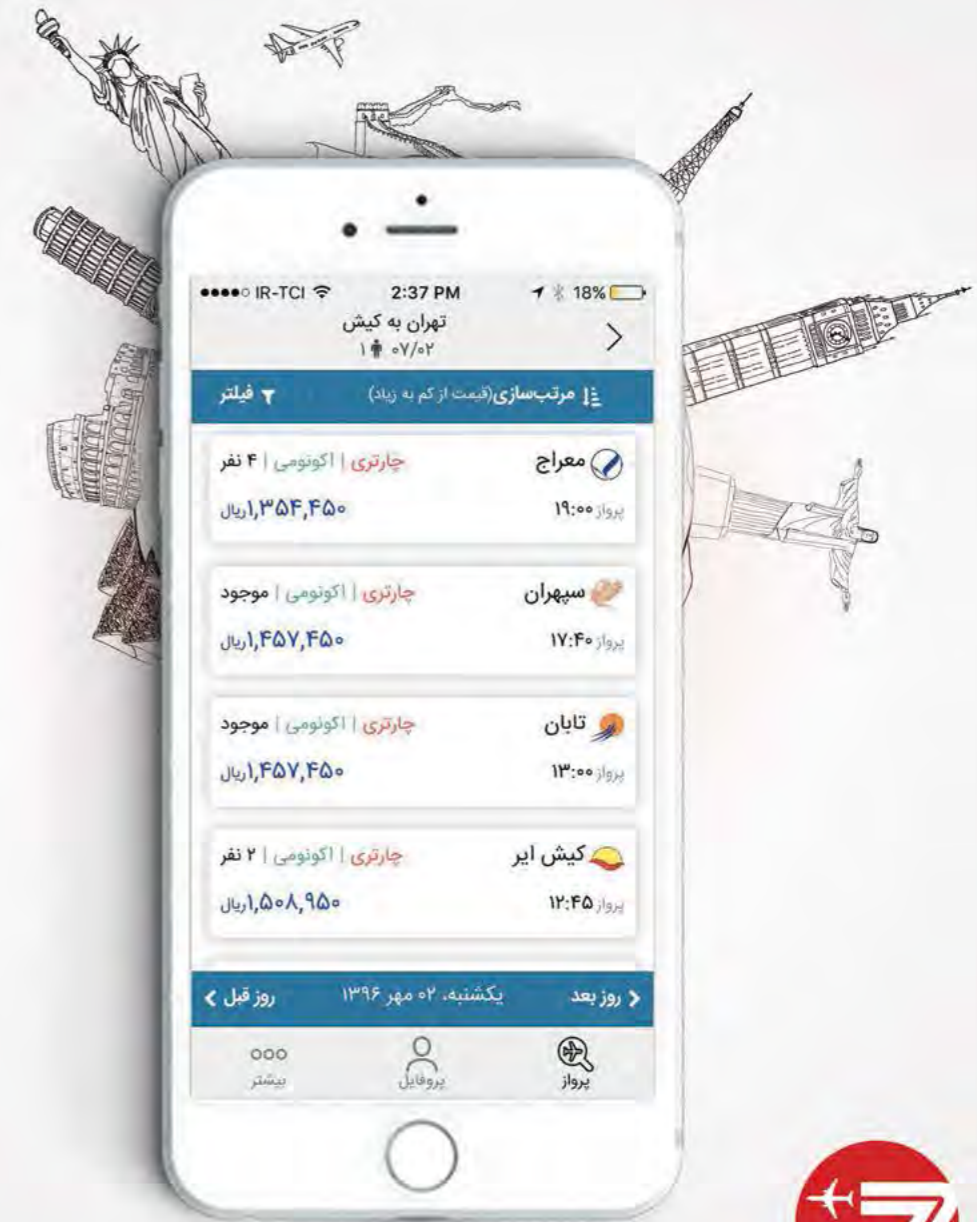 IR-TCI 2:37 PM 18%
تهران به کیش
۰۷/۰۲ ۱
مرتب‌سازی(قیمت از کم به زیاد) فیلتر
معراج چارتری | اکونومی | ۴ نفر
پرواز ۱۹:۰۰ ۱,۳۵۴,۴۵۰ریال
سپهران چارتری | اکونومی | موجود
پرواز ۱۷:۴۰ ۱,۴۵۷,۴۵۰ریال
تابان چارتری | اکونومی | موجود
پرواز ۱۳:۰۰ ۱,۴۵۷,۴۵۰ریال
کیش ایر چارتری | اکونومی | ۲ نفر
پرواز ۱۲:۴۵ ۱,۵۰۸,۹۵۰ریال
روز بعد یکشنبه، ۰۲ مهر ۱۳۹۶ روز قبل
پرواز پروفایل بیشتر